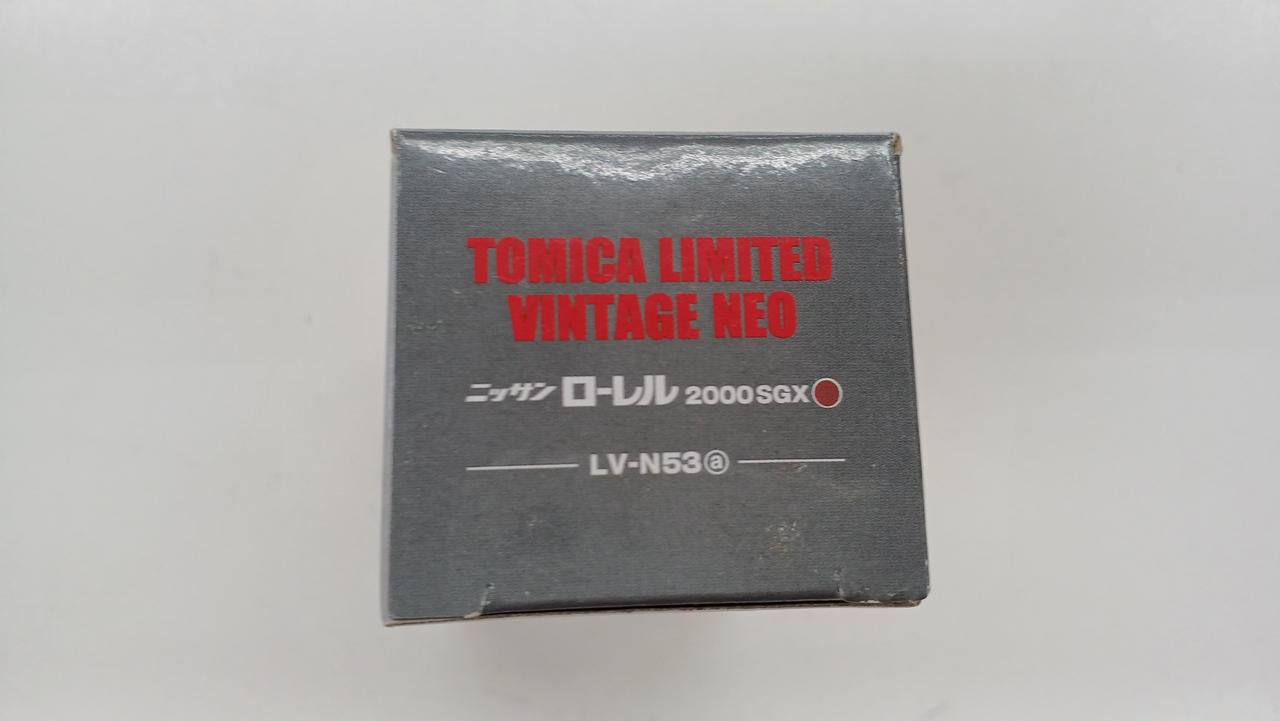 TOMICA LIMITED
VINTAGE NEO
ニッサン ローレル 2000SGX
LV-N53ⓐ